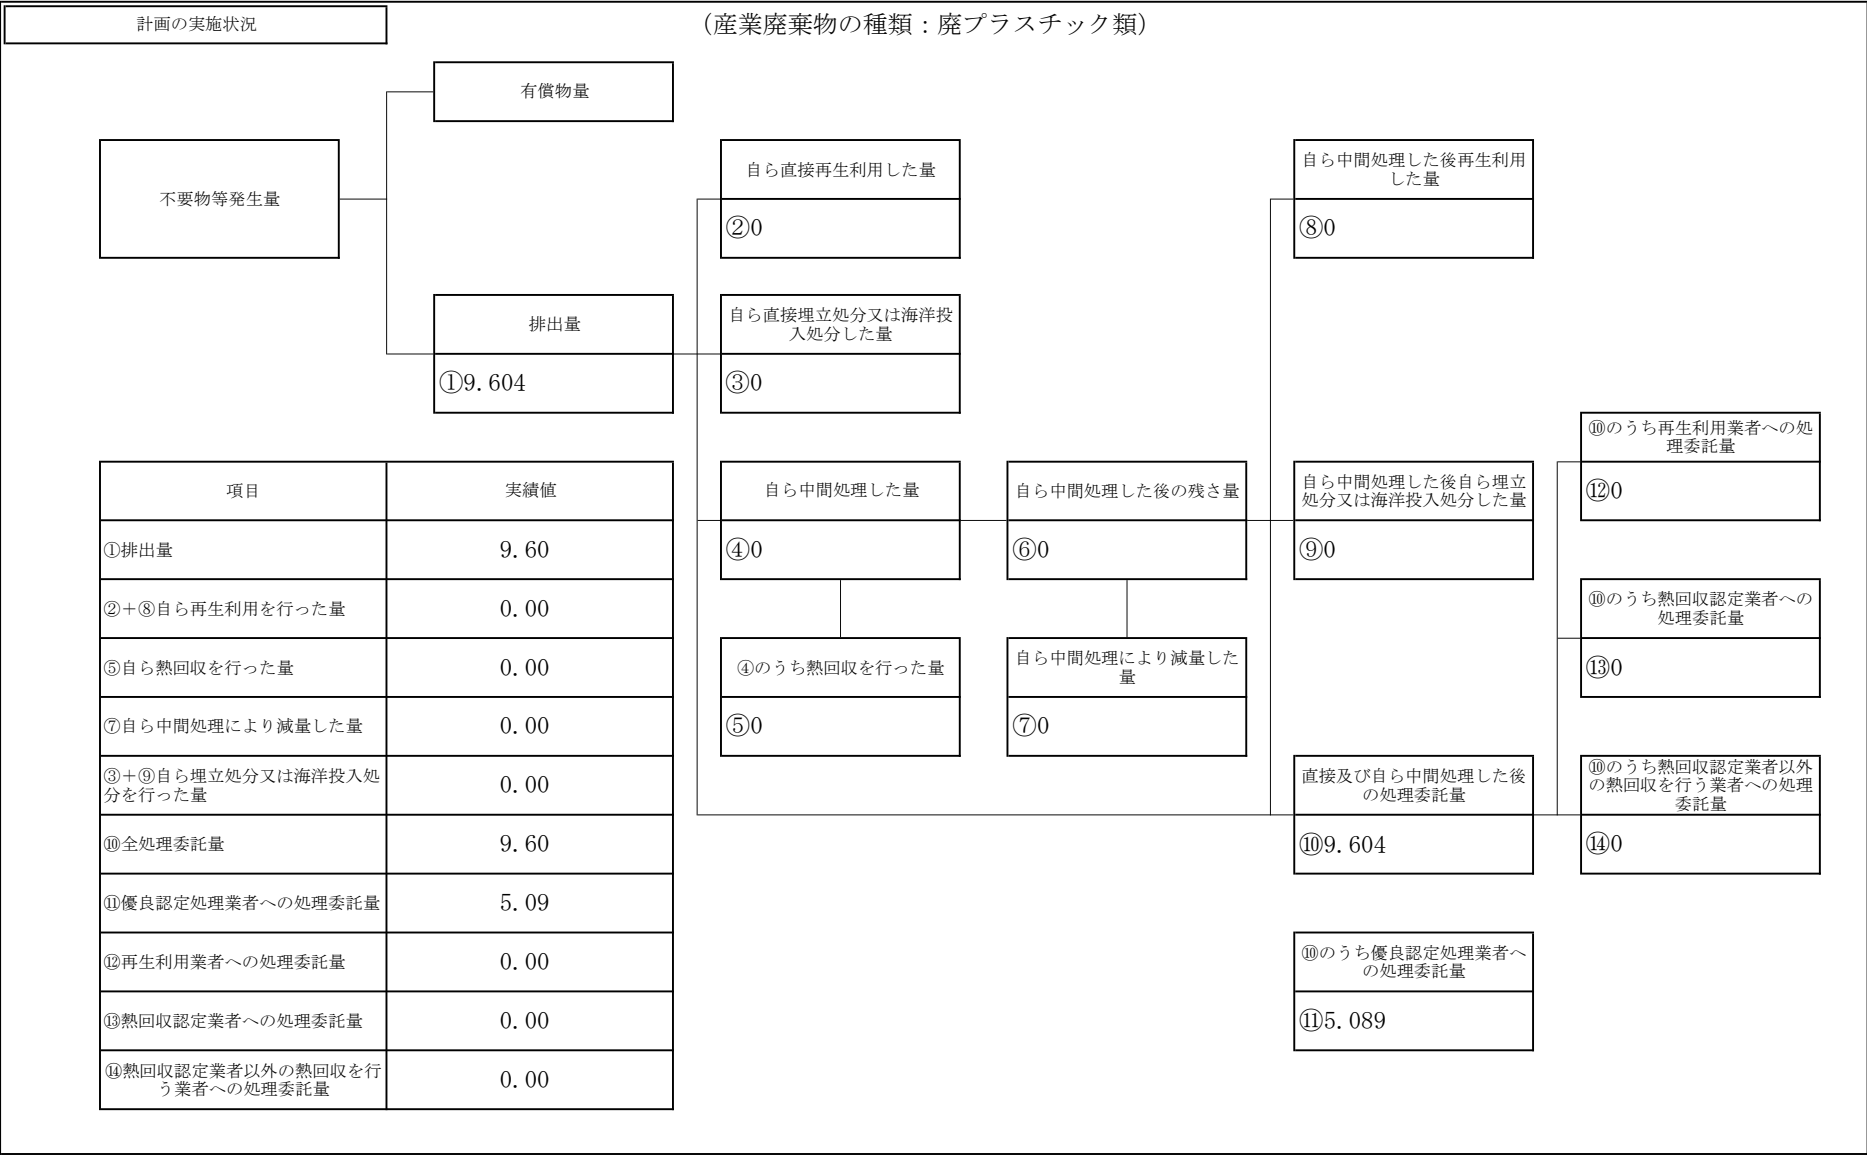 計画の実施状況
（産業廃棄物の種類：廃プラスチック類）
有償物量
不要物等発生量
自ら直接再生利用した量
②0
自ら中間処理した後再生利用
した量
⑧0
排出量
①9.604
自ら直接埋立処分又は海洋投
入処分した量
③0
⑩のうち再生利用業者への処
理委託量
⑫0
自ら中間処理した量
④0
自ら中間処理した後の残さ量
⑥0
自ら中間処理した後自ら埋立
処分又は海洋投入処分した量
⑨0
⑩のうち熱回収認定業者への
処理委託量
⑬0
④のうち熱回収を行った量
⑤0
自ら中間処理により減量した
量
⑦0
直接及び自ら中間処理した後
の処理委託量
⑩9.604
⑩のうち熱回収認定業者以外
の熱回収を行う業者への処理
委託量
⑭0
⑩のうち優良認定処理業者へ
の処理委託量
⑪5.089
項目 実績値
①排出量 9.60
②＋⑧自ら再生利用を行った量 0.00
⑤自ら熱回収を行った量 0.00
⑦自ら中間処理により減量した量 0.00
③＋⑨自ら埋立処分又は海洋投入処
分を行った量 0.00
⑩全処理委託量 9.60
⑪優良認定処理業者への処理委託量 5.09
⑫再生利用業者への処理委託量 0.00
⑬熱回収認定業者への処理委託量 0.00
⑭熱回収認定業者以外の熱回収を行
う業者への処理委託量 0.00